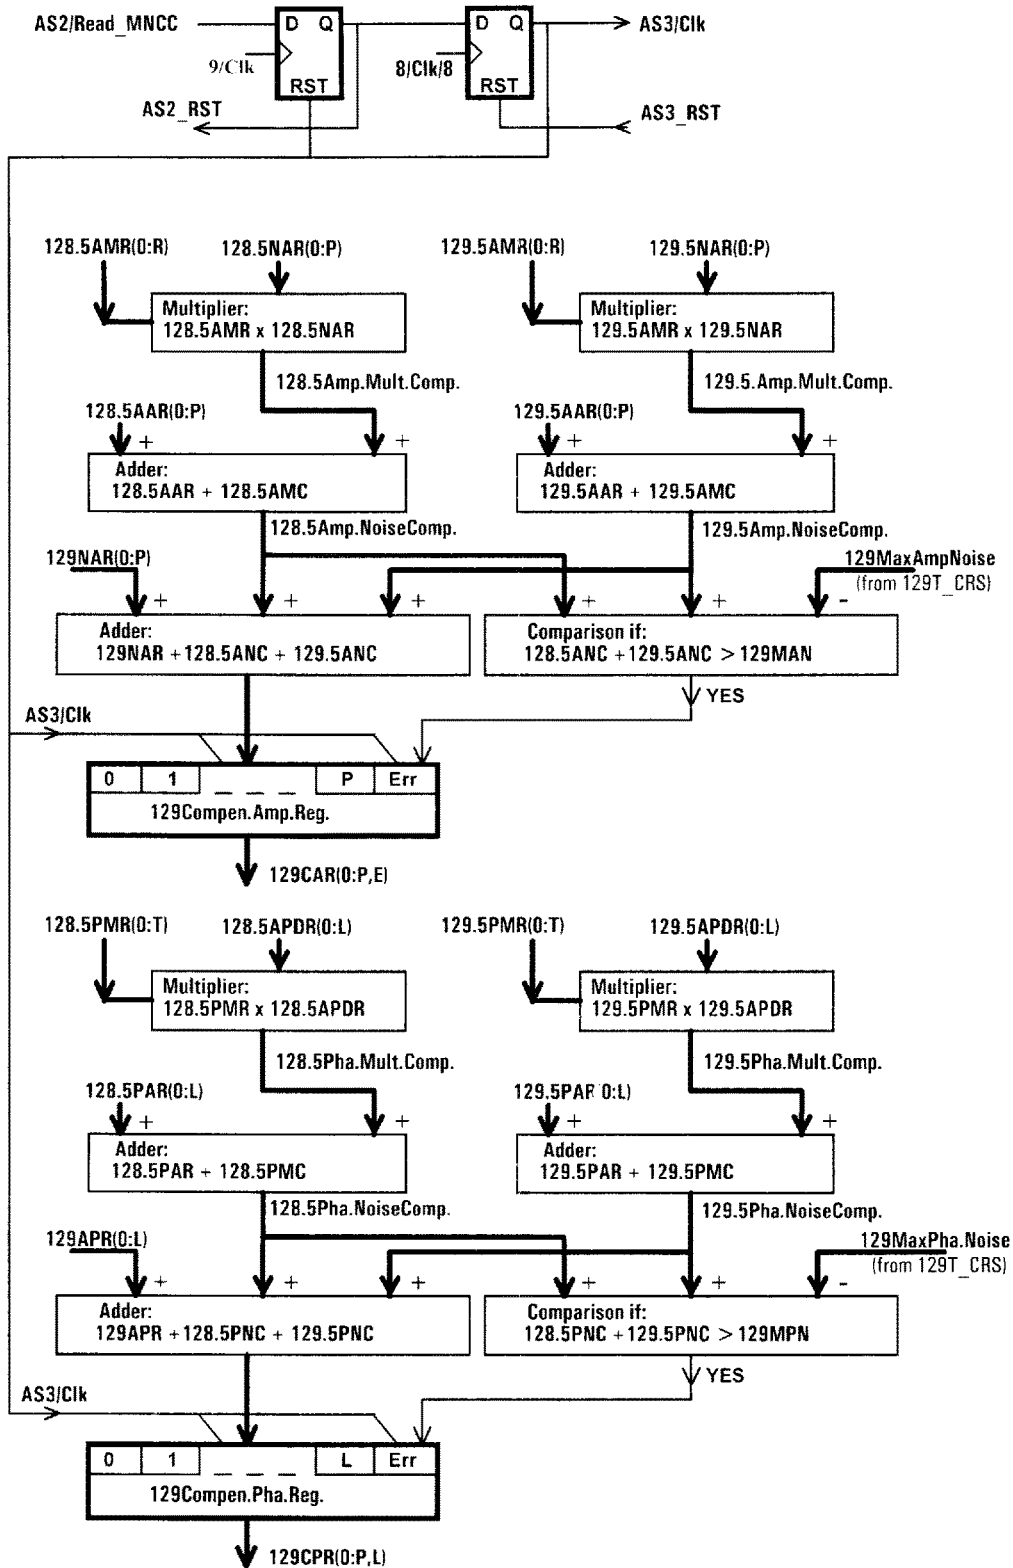 AS2/Read_MNCC
D Q
RST
9/Clk
D Q
RST
8/Clk/8
AS3/Clk
AS2_RST
AS3_RST
128.5AMR(0:R)
128.5NAR(0:P)
129.5AMR(0:R)
129.5NAR(0:P)
Multiplier:
128.5AMR x 128.5NAR
Multiplier:
129.5AMR x 129.5NAR
128.5Amp.Mult.Comp.
129.5.Amp.Mult.Comp.
128.5AAR(0:P)
+
+
129.5AAR(0:P)
+
+
Adder:
128.5AAR + 128.5AMC
Adder:
129.5AAR + 129.5AMC
128.5Amp.NoiseComp.
129.5Amp.NoiseComp.
129NAR(0:P)
129MaxAmpNoise
(from 129T_CRS)
+
+
+
+
+
-
Adder:
129NAR +128.5ANC + 129.5ANC
Comparison if:
128.5ANC +129.5ANC > 129MAN
YES
AS3/Clk
0 1 _ _ _ P Err
129Compen.Amp.Reg.
129CAR(0:P,E)
128.5PMR(0:T)
128.5APDR(0:L)
129.5PMR(0:T)
129.5APDR(0:L)
Multiplier:
128.5PMR x 128.5APDR
Multiplier:
129.5PMR x 129.5APDR
128.5Pha.Mult.Comp.
129.5Pha.Mult.Comp.
128.5PAR(0:L)
+
+
129.5PAR 0:L)
+
+
Adder:
128.5PAR + 128.5PMC
Adder:
129.5PAR + 129.5PMC
128.5Pha.NoiseComp.
129.5Pha.NoiseComp.
129APR(0:L)
129MaxPha.Noise
(from 129T_CRS)
+
+
+
+
+
-
Adder:
129APR +128.5PNC + 129.5PNC
Comparison if:
128.5PNC +129.5PNC > 129MPN
YES
AS3/Clk
0 1 _ _ _ L Err
129Compen.Pha.Reg.
129CPR(0:P,L)